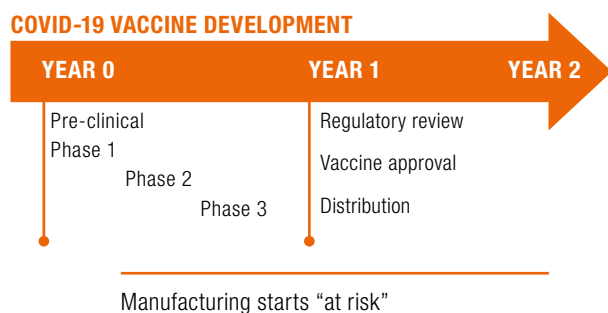 COVID-19 VACCINE DEVELOPMENT
YEAR 0 YEAR 1 YEAR 2
Pre-clinical
Phase 1
Phase 2
Phase 3
Regulatory review
Vaccine approval
Distribution
Manufacturing starts “at risk”